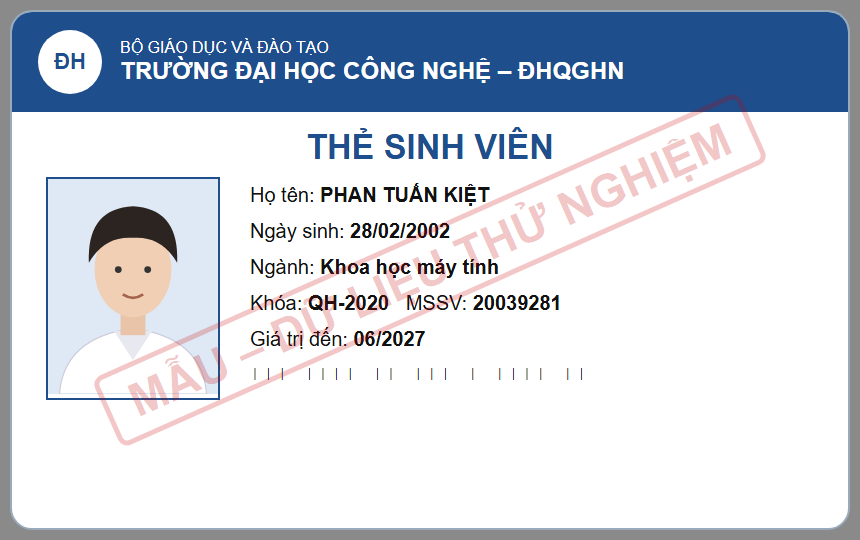 ĐH
BỘ GIÁO DỤC VÀ ĐÀO TẠO
TRƯỜNG ĐẠI HỌC CÔNG NGHỆ – ĐHQGHN
THẺ SINH VIÊN
Họ tên: PHAN TUẤN KIỆT
Ngày sinh: 28/02/2002
Ngành: Khoa học máy tính
Khóa: QH-2020 MSSV: 20039281
Giá trị đến: 06/2027
MẪU – DỮ LIỆU THỬ NGHIỆM